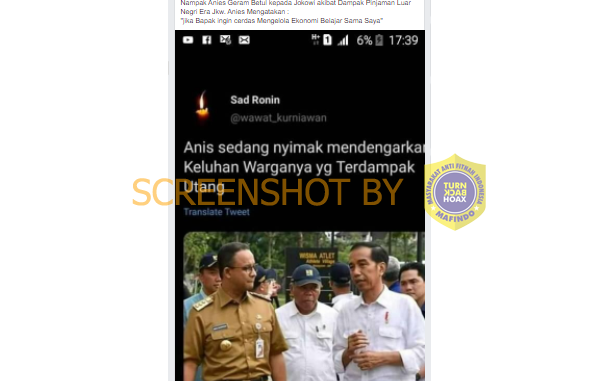 Nampak Anies Geram Betul kepada Jokowi akibat Dampak Pinjaman Luar
Negri Era Jkw. Anies Mengatakan :
"Jika Bapak ingin cerdas Mengelola Ekonomi Belajar Sama Saya"
H+ 1 6% 17:39
Sad Ronin
@wawat_kurniawan
Anis sedang nyimak mendengarkan
Keluhan Warganya yg Terdampak
Utang
Translate Tweet
SCREENSHOT BY
MASYARAKAT ANTI FITNAH INDONESIA
TURN
BACK
HOAX
MAFINDO
WISMA ATLET